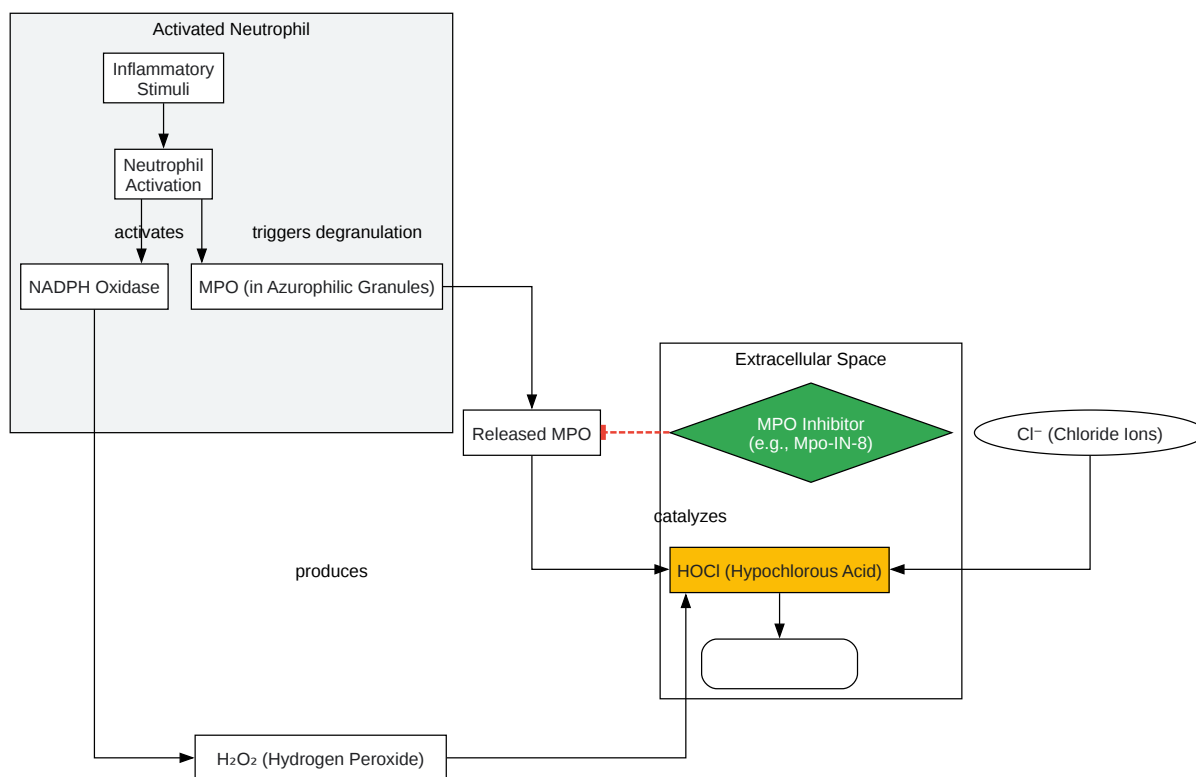 Activated Neutrophil
Inflammatory
Stimuli
Neutrophil
Activation
activates
triggers degranulation
NADPH Oxidase
MPO (in Azurophilic Granules)
Extracellular Space
MPO Inhibitor
(e.g., Mpo-IN-8)
Released MPO
Cl⁻ (Chloride Ions)
catalyzes
HOCl (Hypochlorous Acid)
produces
H₂O₂ (Hydrogen Peroxide)